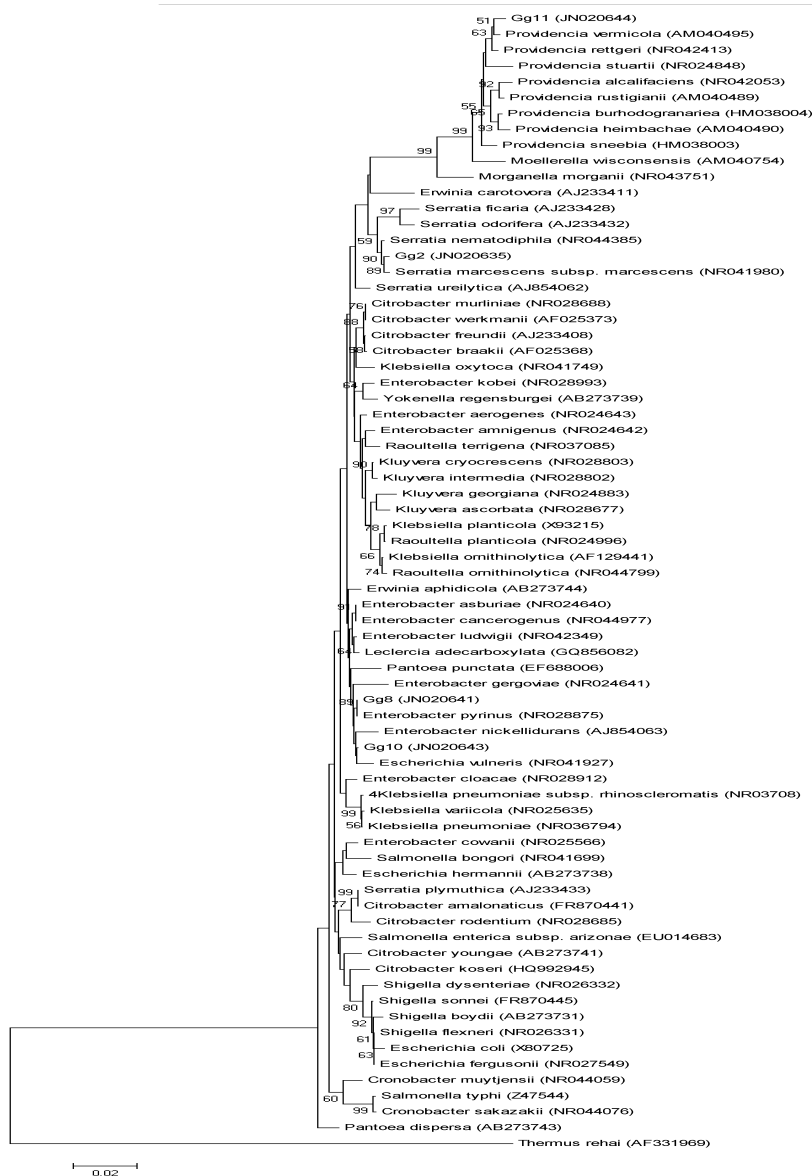 Gg11 (JN020644)
51
63
Providencia vermicola (AM040495)
Providencia rettgeri (NR042413)
Providencia stuartii (NR024848)
Providencia alcalifaciens (NR042053)
92
Providencia rustigianii (AM040489)
55
65
Providencia burhodogranariea (HM038004)
93
Providencia heimbachae (AM040490)
99
Providencia sneebia (HM038003)
99
Moellerella wisconsensis (AM040754)
Morganella morganii (NR043751)
Erwinia carotovora (AJ233411)
97
Serratia ficaria (AJ233428)
Serratia odorifera (AJ233432)
59
Serratia nematodiphila (NR044385)
90
Gg2 (JN020635)
89
Serratia marcescens subsp. marcescens (NR041980)
Serratia ureilytica (AJ854062)
76
Citrobacter murliniae (NR028688)
88
Citrobacter werkmanii (AF025373)
Citrobacter freundii (AJ233408)
Citrobacter braakii (AF025368)
Klebsiella oxytoca (NR041749)
64
Enterobacter kobei (NR028993)
Yokenella regensburgei (AB273739)
Enterobacter aerogenes (NR024643)
Enterobacter amnigenus (NR024642)
Raoultella terrigena (NR037085)
90
Kluyvera cryocrescens (NR028803)
Kluyvera intermedia (NR028802)
Kluyvera georgiana (NR024883)
Kluyvera ascorbata (NR028677)
78
Klebsiella planticola (X93215)
Raoultella planticola (NR024996)
66
Klebsiella ornithinolytica (AF129441)
74
Raoultella ornithinolytica (NR044799)
Erwinia aphidicola (AB273744)
Enterobacter asburiae (NR024640)
Enterobacter cancerogenus (NR044977)
Enterobacter ludwigii (NR042349)
64
Leclercia adecarboxylata (GQ856082)
Pantoea punctata (EF688006)
Enterobacter gergoviae (NR024641)
89
Gg8 (JN020641)
Enterobacter pyrinus (NR028875)
Enterobacter nickellidurans (AJ854063)
Gg10 (JN020643)
Escherichia vulneris (NR041927)
Enterobacter cloacae (NR028912)
4Klebsiella pneumoniae subsp. rhinoscleromatis (NR03708)
99
Klebsiella variicola (NR025635)
56
Klebsiella pneumoniae (NR036794)
Enterobacter cowanii (NR025566)
Salmonella bongori (NR041699)
Escherichia hermannii (AB273738)
99
Serratia plymuthica (AJ233433)
77
Citrobacter amalonaticus (FR870441)
Citrobacter rodentium (NR028685)
Salmonella enterica subsp. arizonae (EU014683)
Citrobacter youngae (AB273741)
Citrobacter koseri (HQ992945)
Shigella dysenteriae (NR026332)
80
Shigella sonnei (FR870445)
92
Shigella boydii (AB273731)
61
Shigella flexneri (NR026331)
63
Escherichia coli (X80725)
Escherichia fergusonii (NR027549)
Cronobacter muytjensii (NR044059)
60
Salmonella typhi (Z47544)
99
Cronobacter sakazakii (NR044076)
Pantoea dispersa (AB273743)
Thermus rehai (AF331969)
0.02